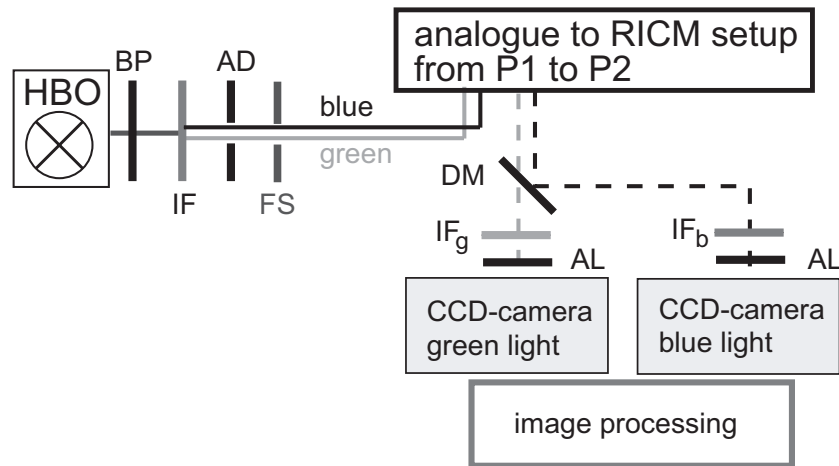 analogue to RICM setup
from P1 to P2
BP
AD
HBO
blue
green
IF
FS
DM
IFg
IFb
AL
AL
CCD-camera
green light
CCD-camera
blue light
image processing